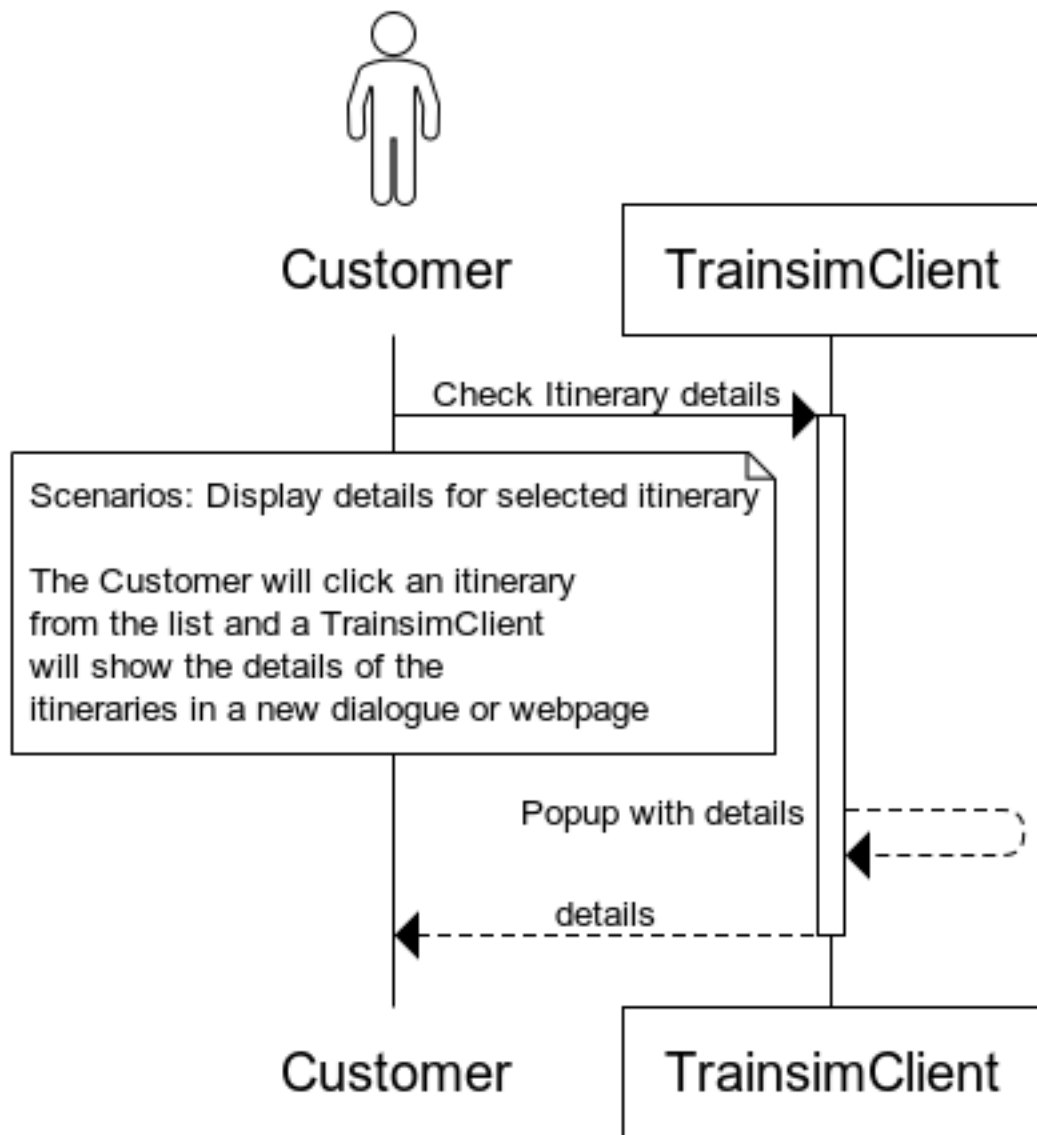 Customer
TrainsimClient
Check Itinerary details
Scenarios: Display details for selected itinerary
The Customer will click an itinerary
from the list and a TrainsimClient
will show the details of the
itineraries in a new dialogue or webpage
Popup with details
details
Customer
TrainsimClient